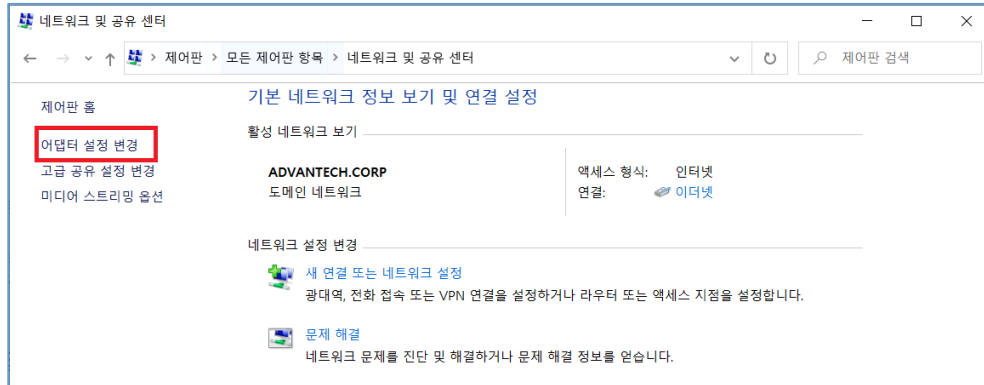 네트워크 및 공유 센터
제어판 > 모든 제어판 항목 > 네트워크 및 공유 센터
제어판 검색
제어판 홈
어댑터 설정 변경
고급 공유 설정 변경
미디어 스트리밍 옵션
기본 네트워크 정보 보기 및 연결 설정
활성 네트워크 보기
ADVANTECH.CORP
도메인 네트워크
액세스 형식: 인터넷
연결: 이더넷
네트워크 설정 변경
새 연결 또는 네트워크 설정
광대역, 전화 접속 또는 VPN 연결을 설정하거나 라우터 또는 액세스 지점을 설정합니다.
문제 해결
네트워크 문제를 진단 및 해결하거나 문제 해결 정보를 얻습니다.